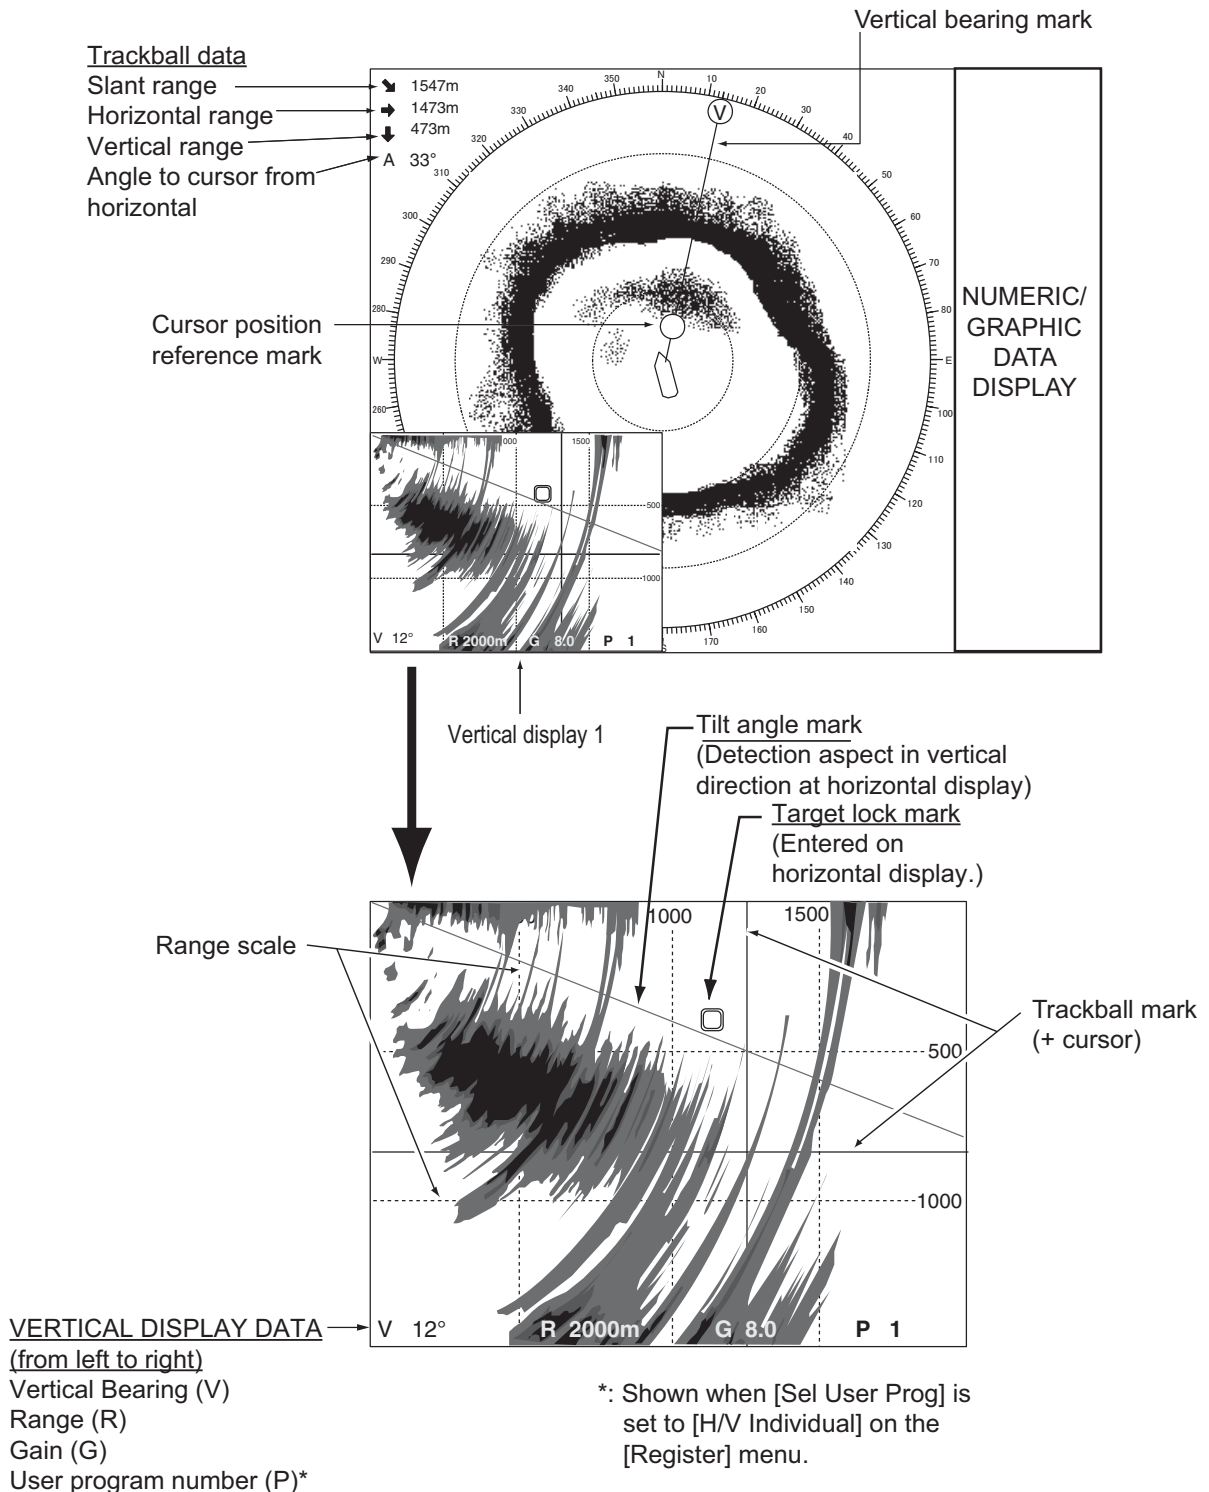 Vertical bearing mark
Trackball data
Slant range
Horizontal range
Vertical range
Angle to cursor from
horizontal
1547m
1473m
473m
A 33°
N
10
20
30
40
50
60
70
80
E
100
110
120
130
140
150
160
170
S
260
W
280
290
300
310
320
330
340
350
V
NUMERIC/
GRAPHIC
DATA
DISPLAY
Cursor position
reference mark
1500
500
1000
V 12° R 2000m G 8.0 P 1
Vertical display 1
Tilt angle mark
(Detection aspect in vertical
direction at horizontal display)
Target lock mark
(Entered on
horizontal display.)
1000 1500
Range scale
Trackball mark
(+ cursor)
500
1000
V 12° R 2000m G 8.0 P 1
VERTICAL DISPLAY DATA
(from left to right)
Vertical Bearing (V)
Range (R)
Gain (G)
User program number (P)*
*: Shown when [Sel User Prog] is
set to [H/V Individual] on the
[Register] menu.